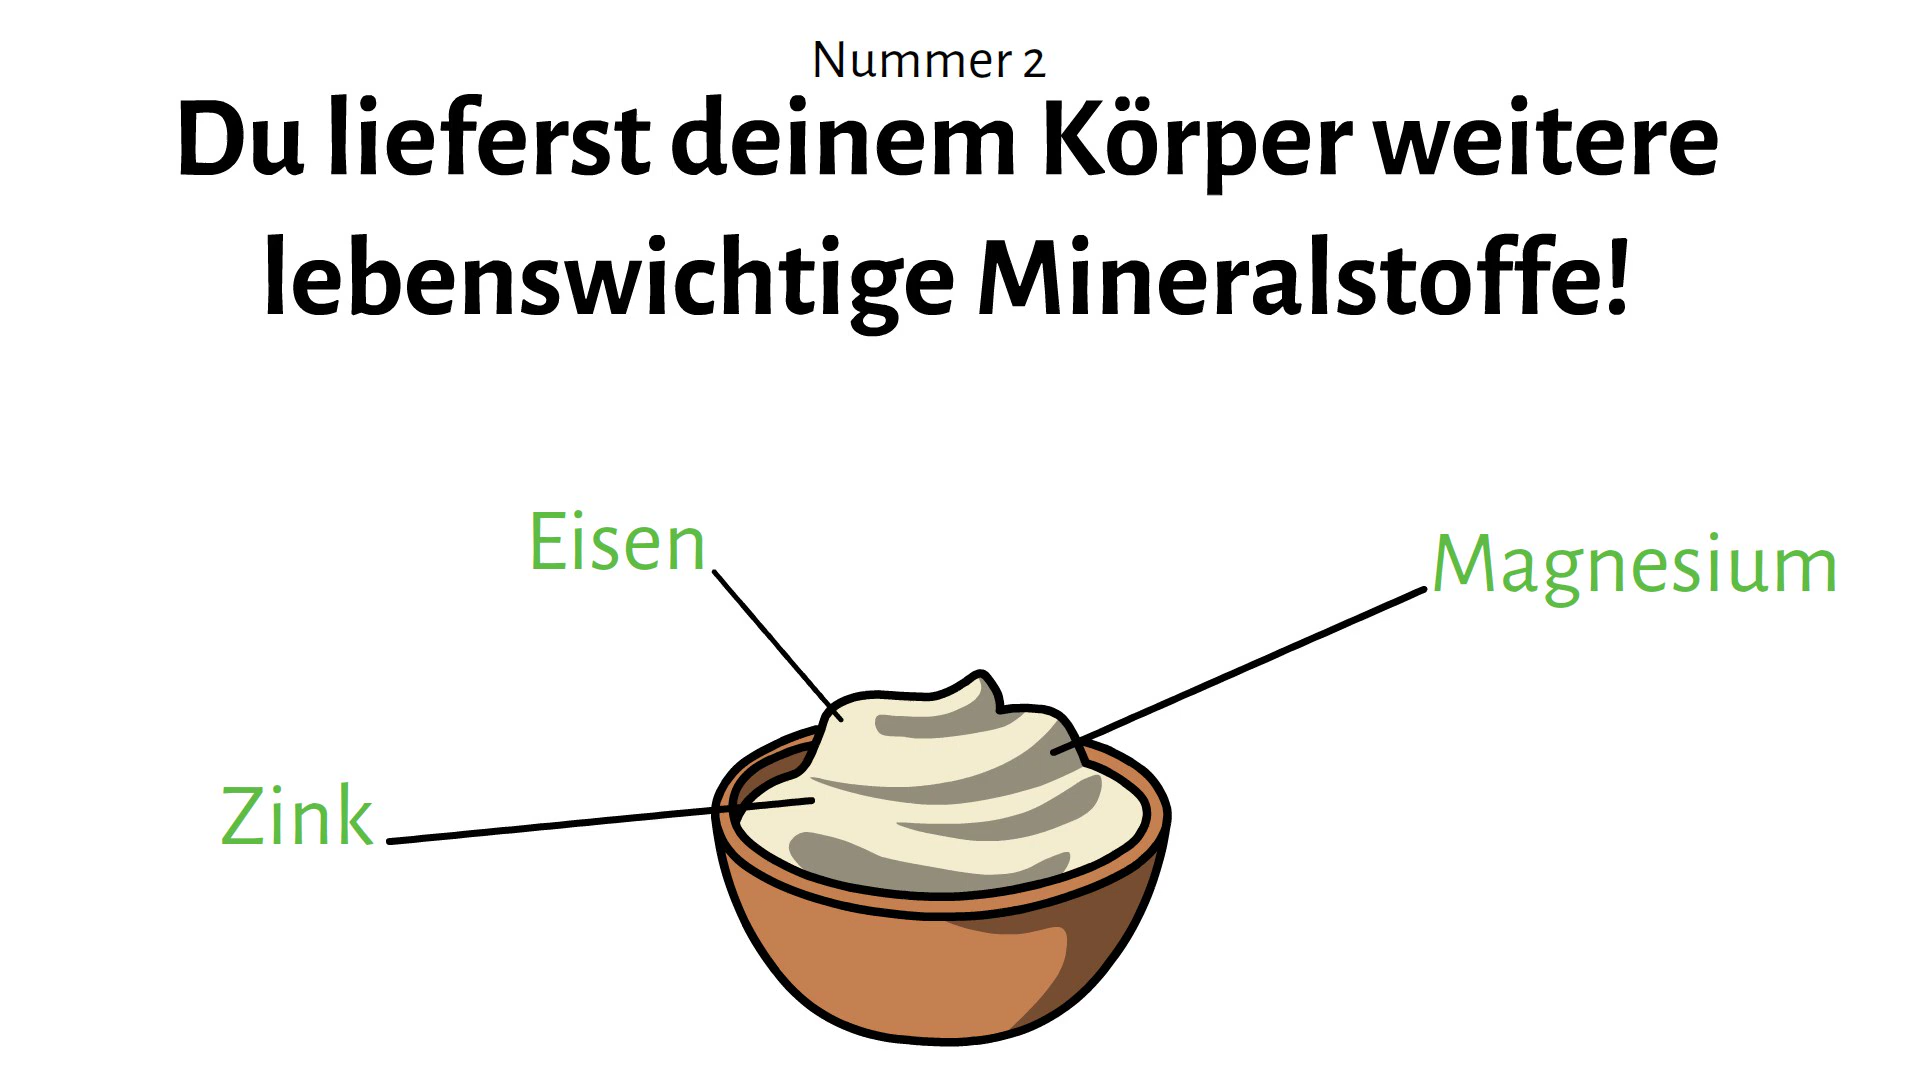 Nummer 2
Du lieferst deinem Körper weitere
lebenswichtige Mineralstoffe!
Eisen
Magnesium
Zink